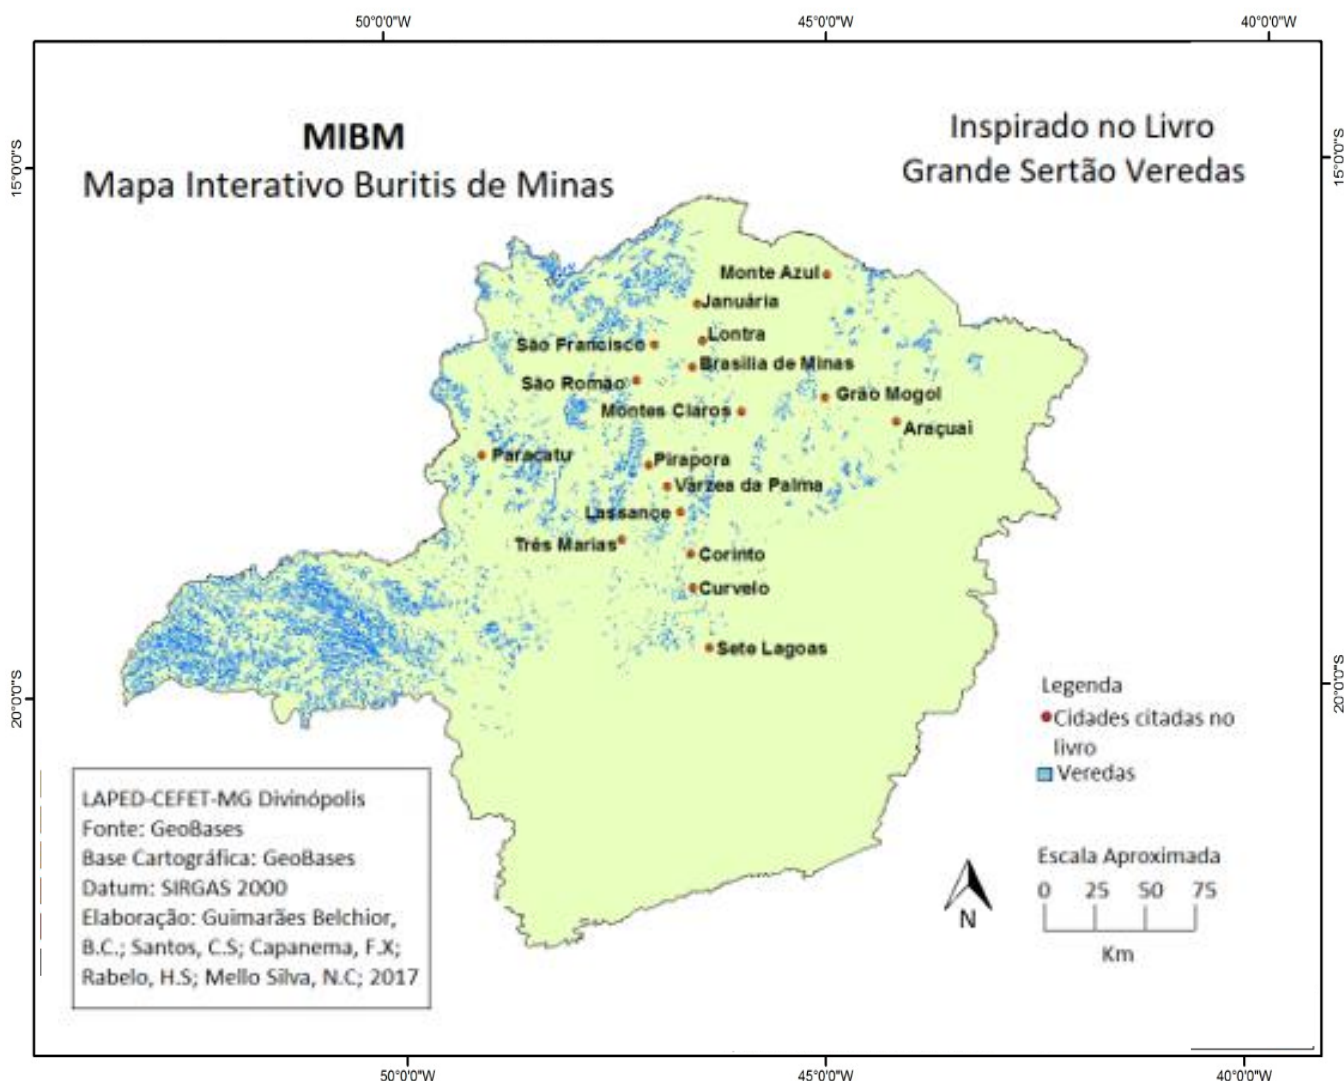 50°0'0"W
45°0'0"W
40°0'0"W
15°0'0"S
15°0'0"S
MIBM
Mapa Interativo Buritis de Minas
Inspirado no Livro
Grande Sertão Veredas
Monte Azul
Januária
Lontra
São Francisco
Brasília de Minas
São Romão
Grão Mogol
Montes Claros
Araçuai
Paracatu
Pirapora
Várzea da Palma
Lassance
Três Marias
Corinto
Curvelo
Sete Lagoas
20°0'0"S
20°0'0"S
Legenda
Cidades citadas no
livro
Veredas
LAPED-CEFET-MG Divinópolis
Fonte: GeoBases
Base Cartográfica: GeoBases
Datum: SIRGAS 2000
Elaboração: Guimarães Belchior,
B.C.; Santos, C.S; Capanema, F.X;
Rabelo, H.S; Mello Silva, N.C; 2017
Escala Aproximada
0 25 50 75
Km
N
50°0'0"W
45°0'0"W
40°0'0"W